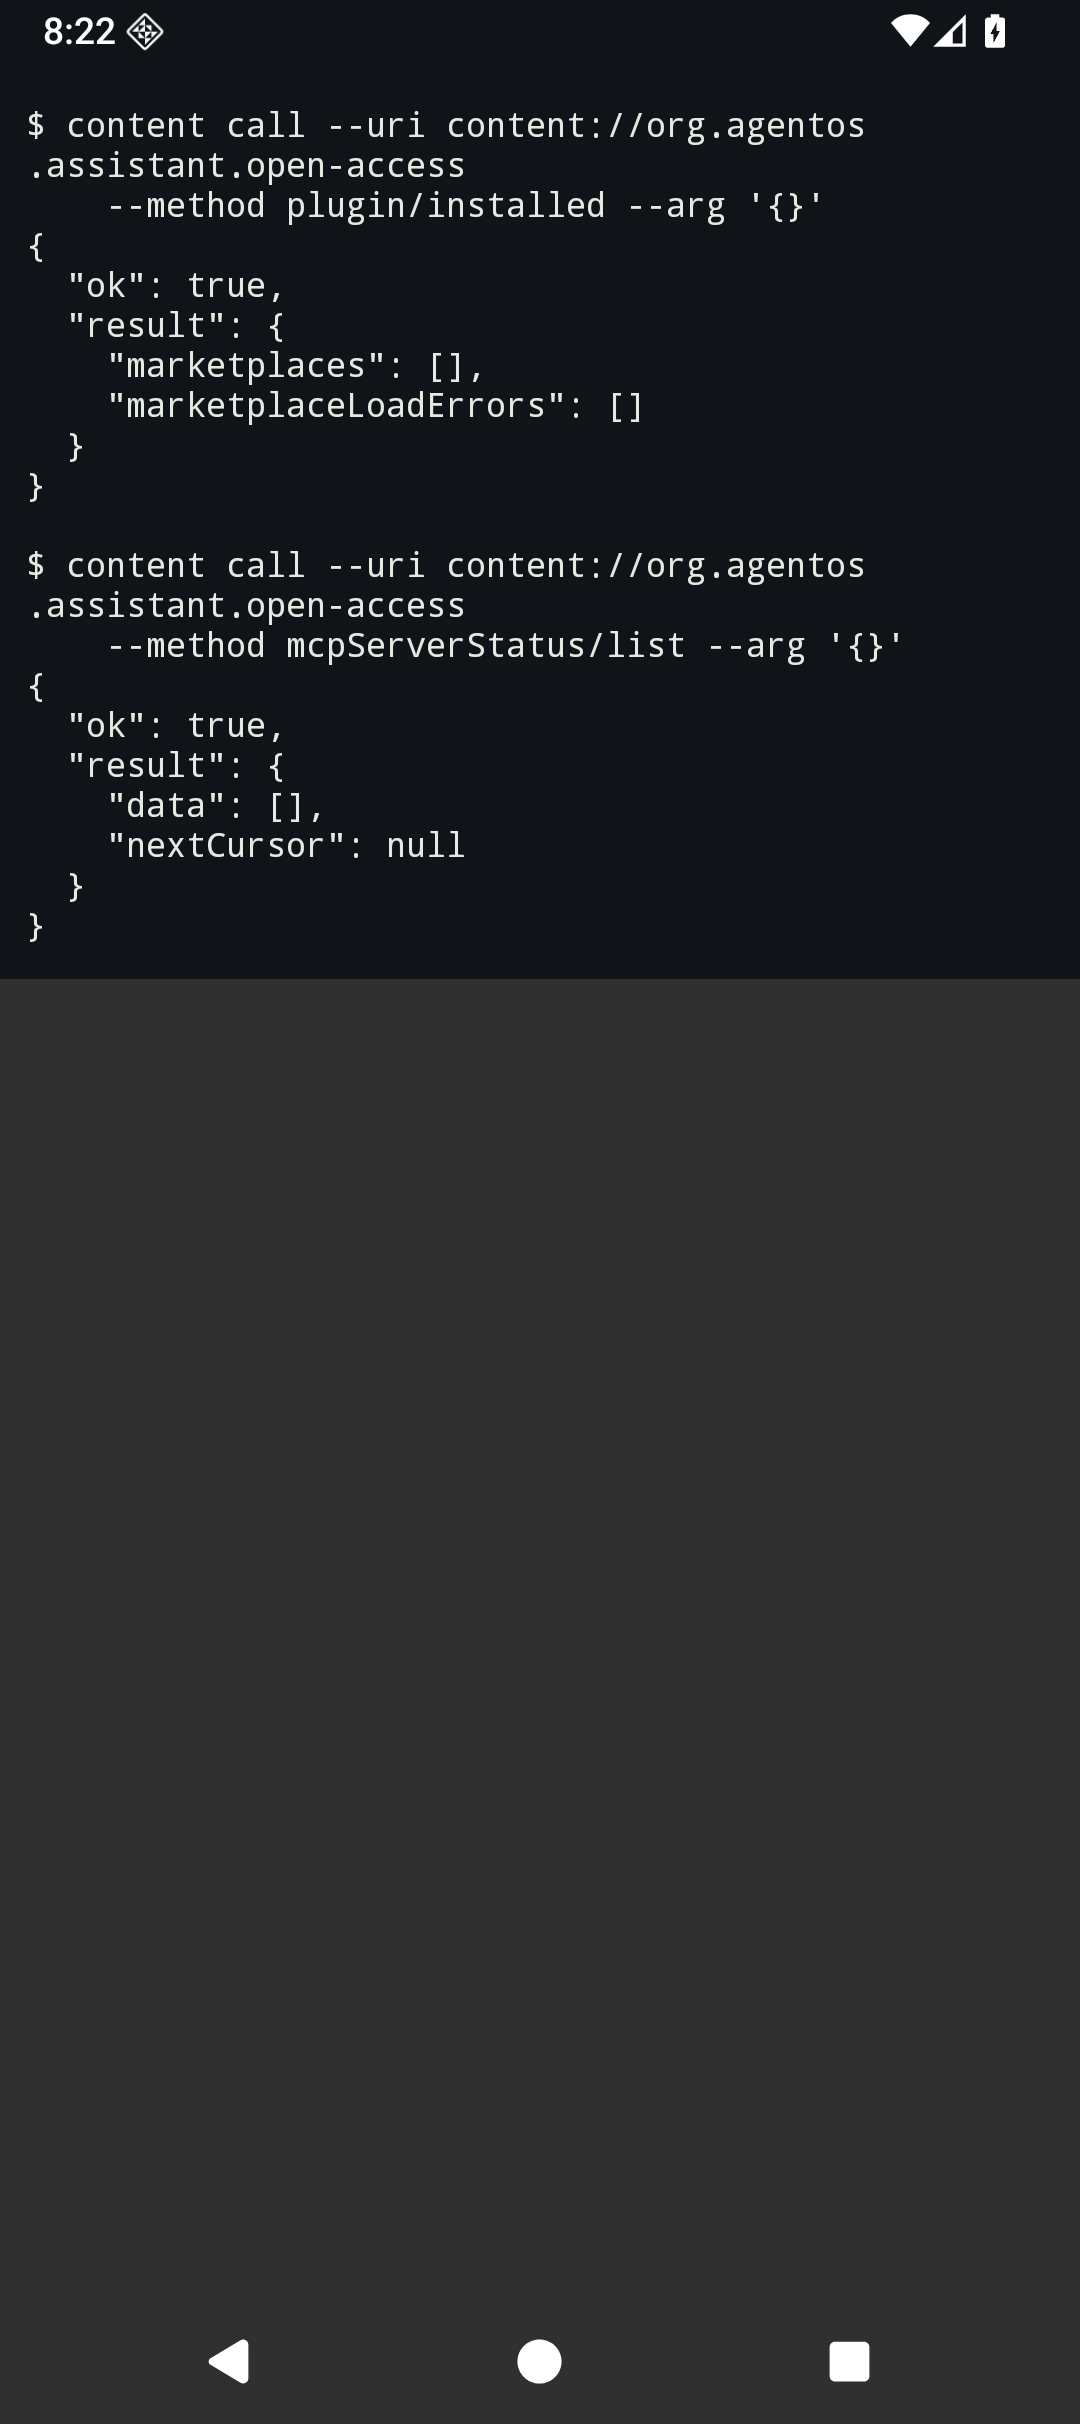 8:22
$ content call --uri content://org.agentos
.assistant.open-access
    --method plugin/installed --arg '{}'
{
  "ok": true,
  "result": {
    "marketplaces": [],
    "marketplaceLoadErrors": []
  }
}

$ content call --uri content://org.agentos
.assistant.open-access
    --method mcpServerStatus/list --arg '{}'
{
  "ok": true,
  "result": {
    "data": [],
    "nextCursor": null
  }
}